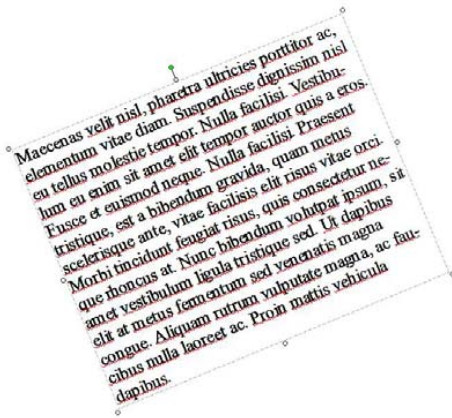 Maecenas velit nisl, pharetra ultricies porttitor ac,
elementum vitae diam. Suspendisse dignissim nisl
eu tellus molestie tempor. Nulla facilisi. Vestibu-
lum eu enim sit amet elit tempor auctor quis a eros.
Fusce et euismod neque. Nulla facilisi. Praesent
tristique, est a bibendum gravida, quam metus
scelerisque ante, vitae facilisis elit risus vitae orci.
Morbi tincidunt feugiat risus, quis consectetur ne-
que rhoncus at. Nunc bibendum volutpat ipsum, sit
amet vestibulum ligula tristique sed. Ut dapibus
elit at metus fermentum sed venenatis magna
congue. Aliquam rutrum vulputate magna, ac fau-
cibus nulla laoreet ac. Proin mattis vehicula
dapibus.